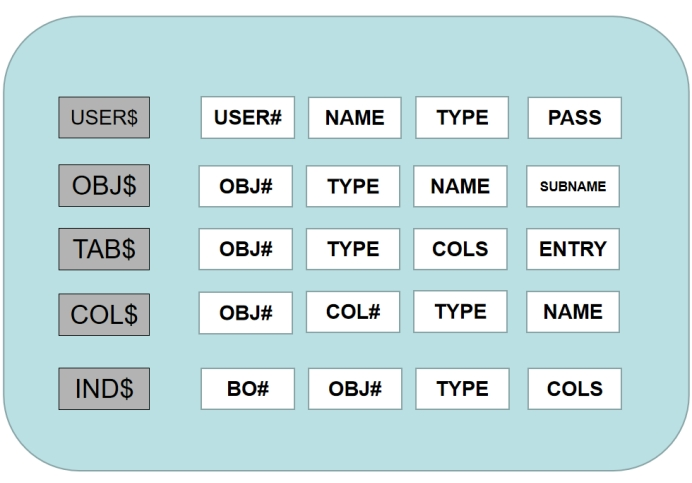 USER$ USER# NAME TYPE PASS
OBJ$ OBJ# TYPE NAME SUBNAME
TAB$ OBJ# TYPE COLS ENTRY
COL$ OBJ# COL# TYPE NAME
IND$ BO# OBJ# TYPE COLS